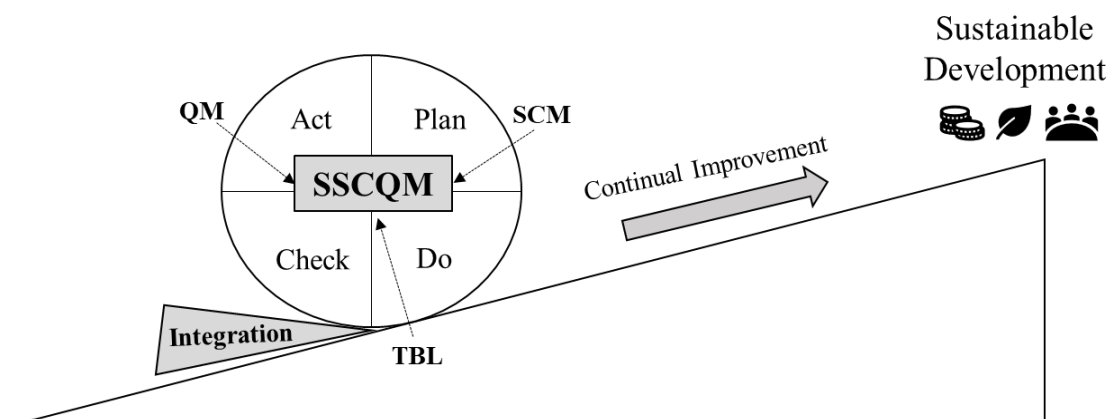 Sustainable
Development
QM
Act
Plan
SCM
SSCQM
Continual Improvement
Check
Do
Integration
TBL